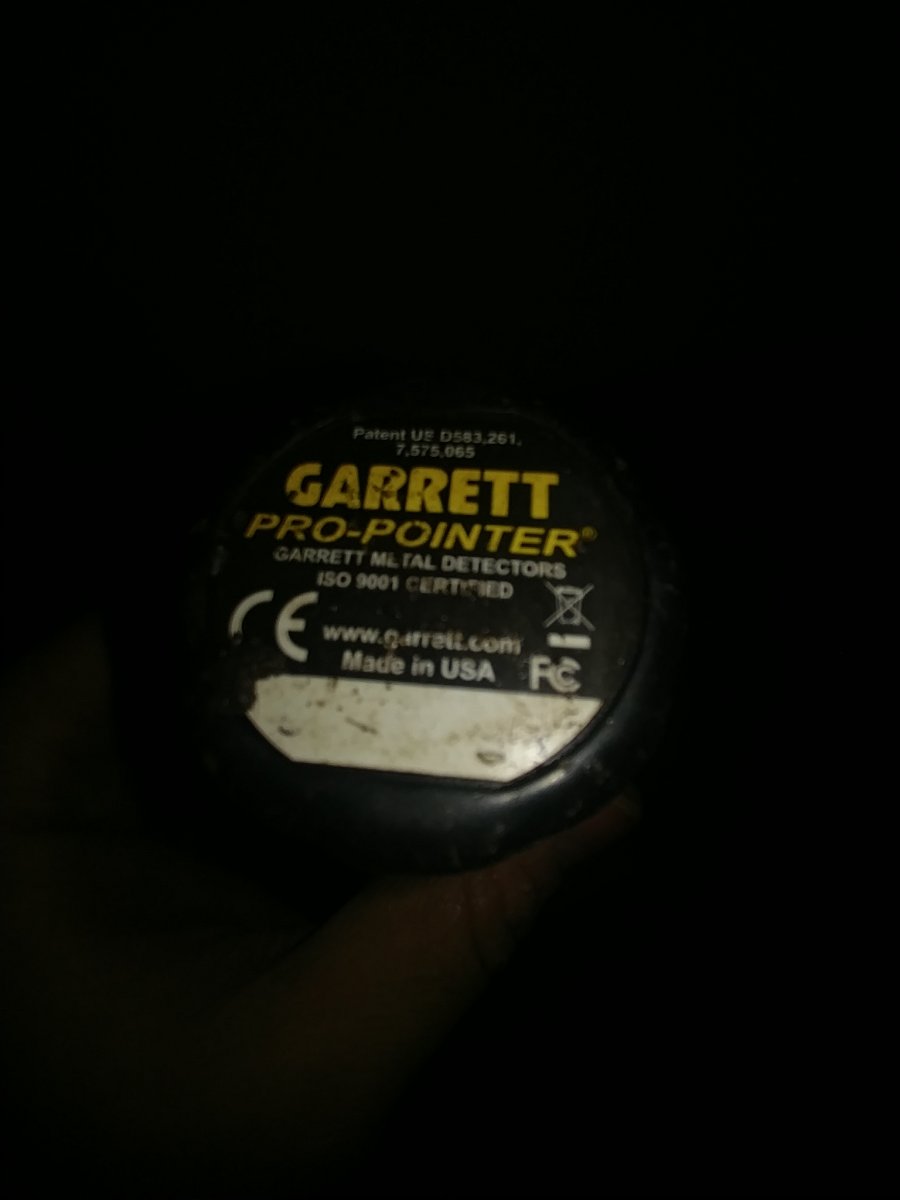 Patent US D583,261,
7,575,065
GARRETT
PRO-POINTER®
GARRETT METAL DETECTORS
ISO 9001 CERTIFIED
CE
www.garrett.com
Made in USA
FC